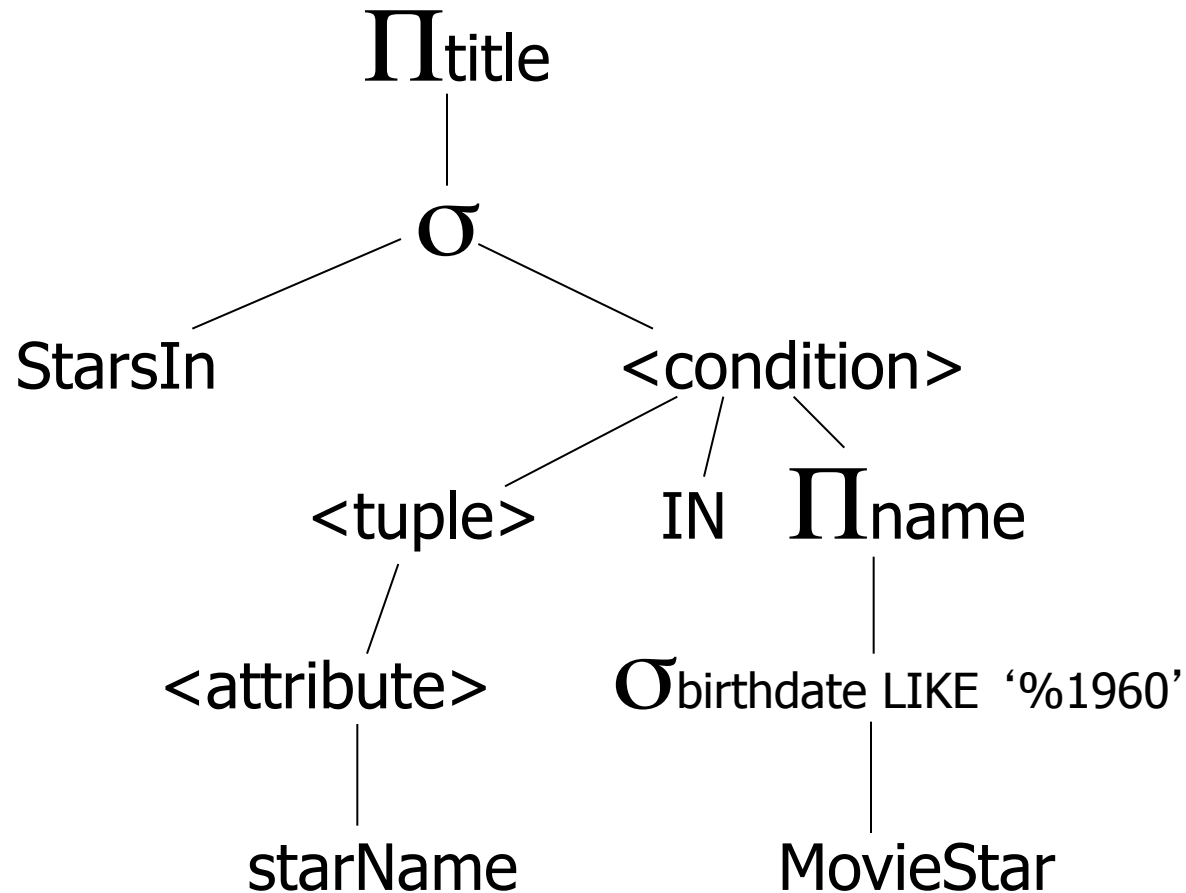 Πtitle
σ
StarsIn <condition>
<tuple> IN Πname
<attribute> σbirthdate LIKE ‘%1960’
starName MovieStar